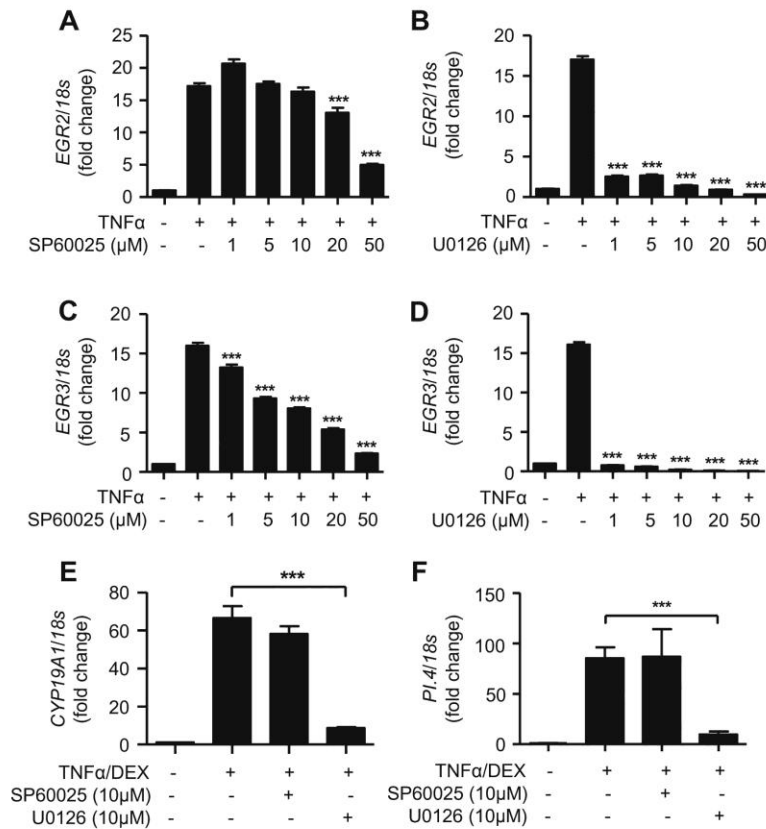 A
EGR2/18s
(fold change)
25
20
15
10
5
0
***
***
TNFα - + + + + + +
SP60025 (µM) - - 1 5 10 20 50
B
EGR2/18s
(fold change)
20
15
10
5
0
*** *** *** *** ***
TNFα - + + + + + +
U0126 (µM) - - 1 5 10 20 50
C
EGR3/18s
(fold change)
20
15
10
5
0
*** *** *** *** ***
TNFα - + + + + + +
SP60025 (µM) - - 1 5 10 20 50
D
EGR3/18s
(fold change)
20
15
10
5
0
*** *** *** *** ***
TNFα - + + + + + +
U0126 (µM) - - 1 5 10 20 50
E
CYP19A1/18s
(fold change)
80
60
40
20
0
***
TNFα/DEX - + + +
SP60025 (10µM) - - + -
U0126 (10µM) - - - +
F
PI.4/18s
(fold change)
150
100
50
0
***
TNFα/DEX - + + +
SP60025 (10µM) - - + -
U0126 (10µM) - - - +